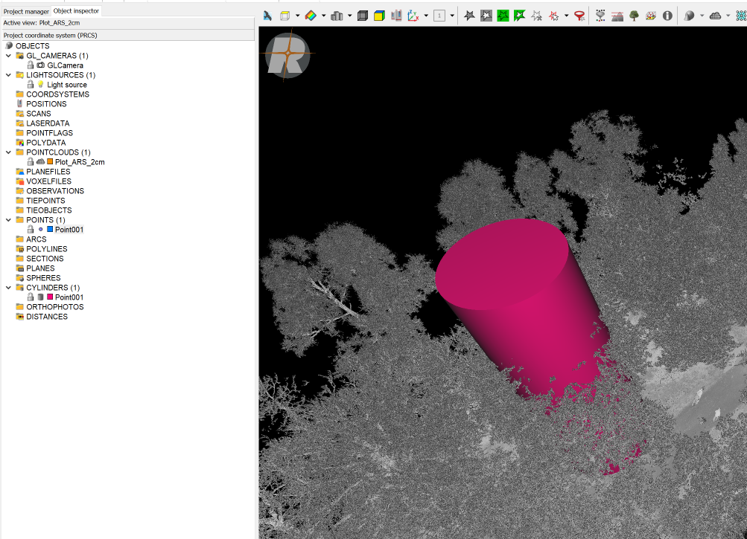 Project manager Object inspector
Active view: Plot_ARS_2cm
Project coordinate system (PRCS)
OBJECTS
GL_CAMERAS (1)
GLCamera
LIGHTSOURCES (1)
Light source
COORDSYSTEMS
POSITIONS
SCANS
LASERDATA
POINTFLAGS
POLYDATA
POINTCLOUDS (1)
Plot_ARS_2cm
PLANEFILES
VOXELFILES
OBSERVATIONS
TIEPOINTS
TIEOBJECTS
POINTS (1)
Point001
ARCS
POLYLINES
SECTIONS
PLANES
SPHERES
CYLINDERS (1)
Point001
ORTHOPHOTOS
DISTANCES
1
R